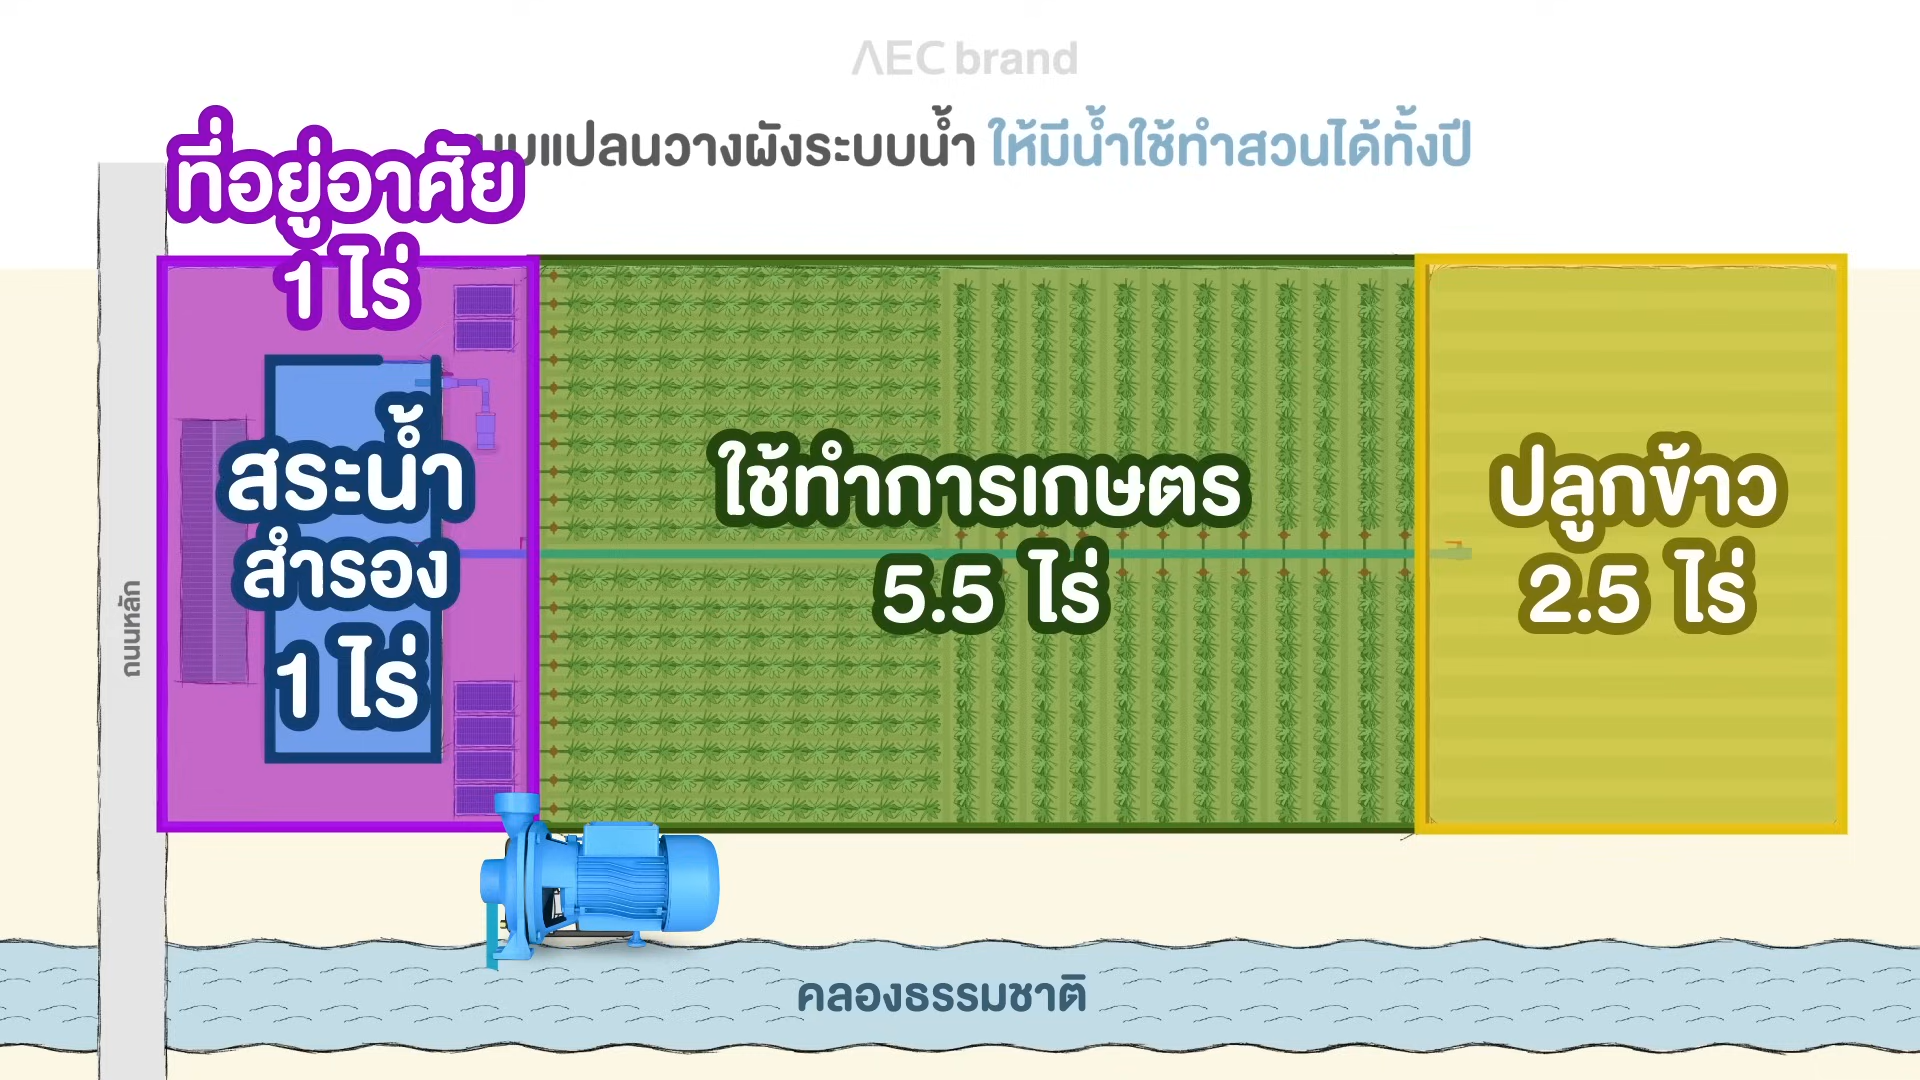 AEC brand
แปลนวางผังระบบน้ำ ให้มีน้ำใช้ทำสวนได้ทั้งปี
ที่อยู่อาศัย
1 ไร่
สระน้ำ
สำรอง
1 ไร่
ใช้ทำการเกษตร
5.5 ไร่
ปลูกข้าว
2.5 ไร่
ถนนหลัก
คลองธรรมชาติ